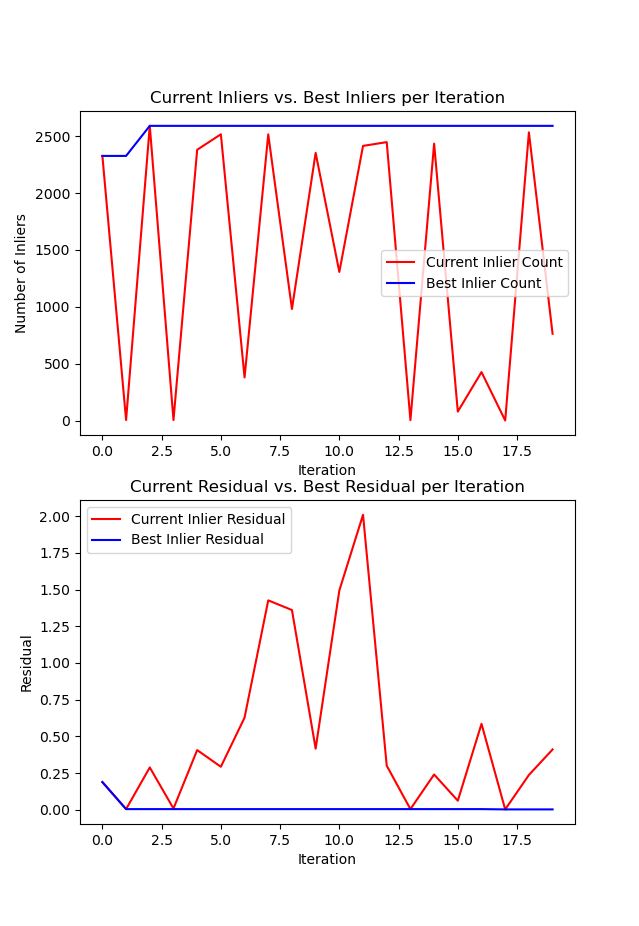 Current Inliers vs. Best Inliers per Iteration
Number of Inliers
2500
2000
1500
1000
500
0
Current Inlier Count
Best Inlier Count
0.0 2.5 5.0 7.5 10.0 12.5 15.0 17.5
Iteration
Current Residual vs. Best Residual per Iteration
Residual
2.00
1.75
1.50
1.25
1.00
0.75
0.50
0.25
0.00
Current Inlier Residual
Best Inlier Residual
0.0 2.5 5.0 7.5 10.0 12.5 15.0 17.5
Iteration